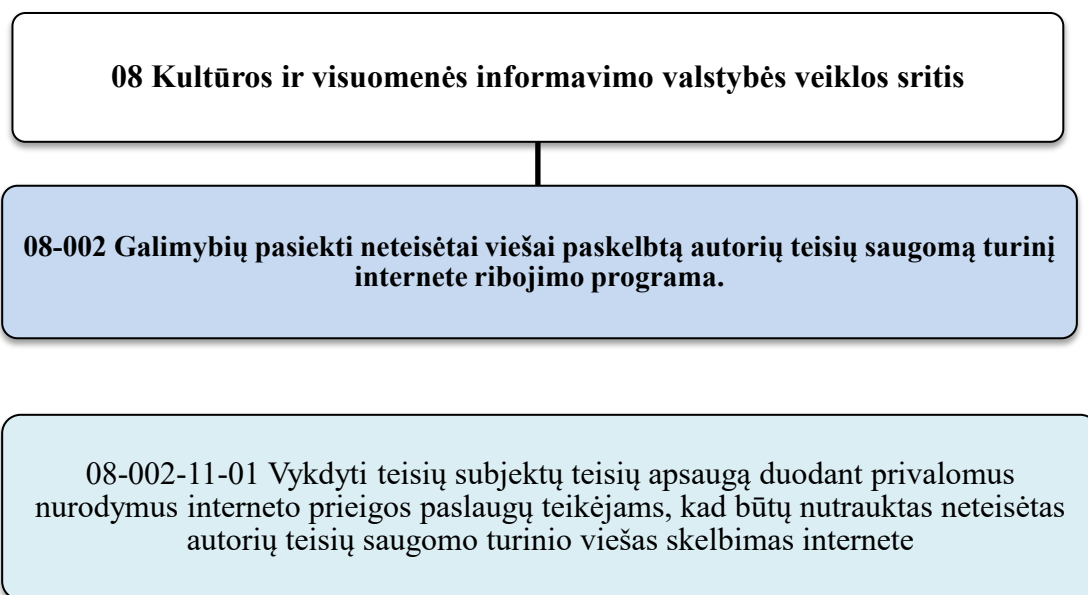 08 Kultūros ir visuomenės informavimo valstybės veiklos sritis
08-002 Galimybių pasiekti neteisėtai viešai paskelbtą autorių teisių saugomą turinį
internete ribojimo programa.
08-002-11-01 Vykdyti teisių subjektų teisių apsaugą duodant privalomus
nurodymus interneto prieigos paslaugų teikėjams, kad būtų nutrauktas neteisėtas
autorių teisių saugomo turinio viešas skelbimas internete